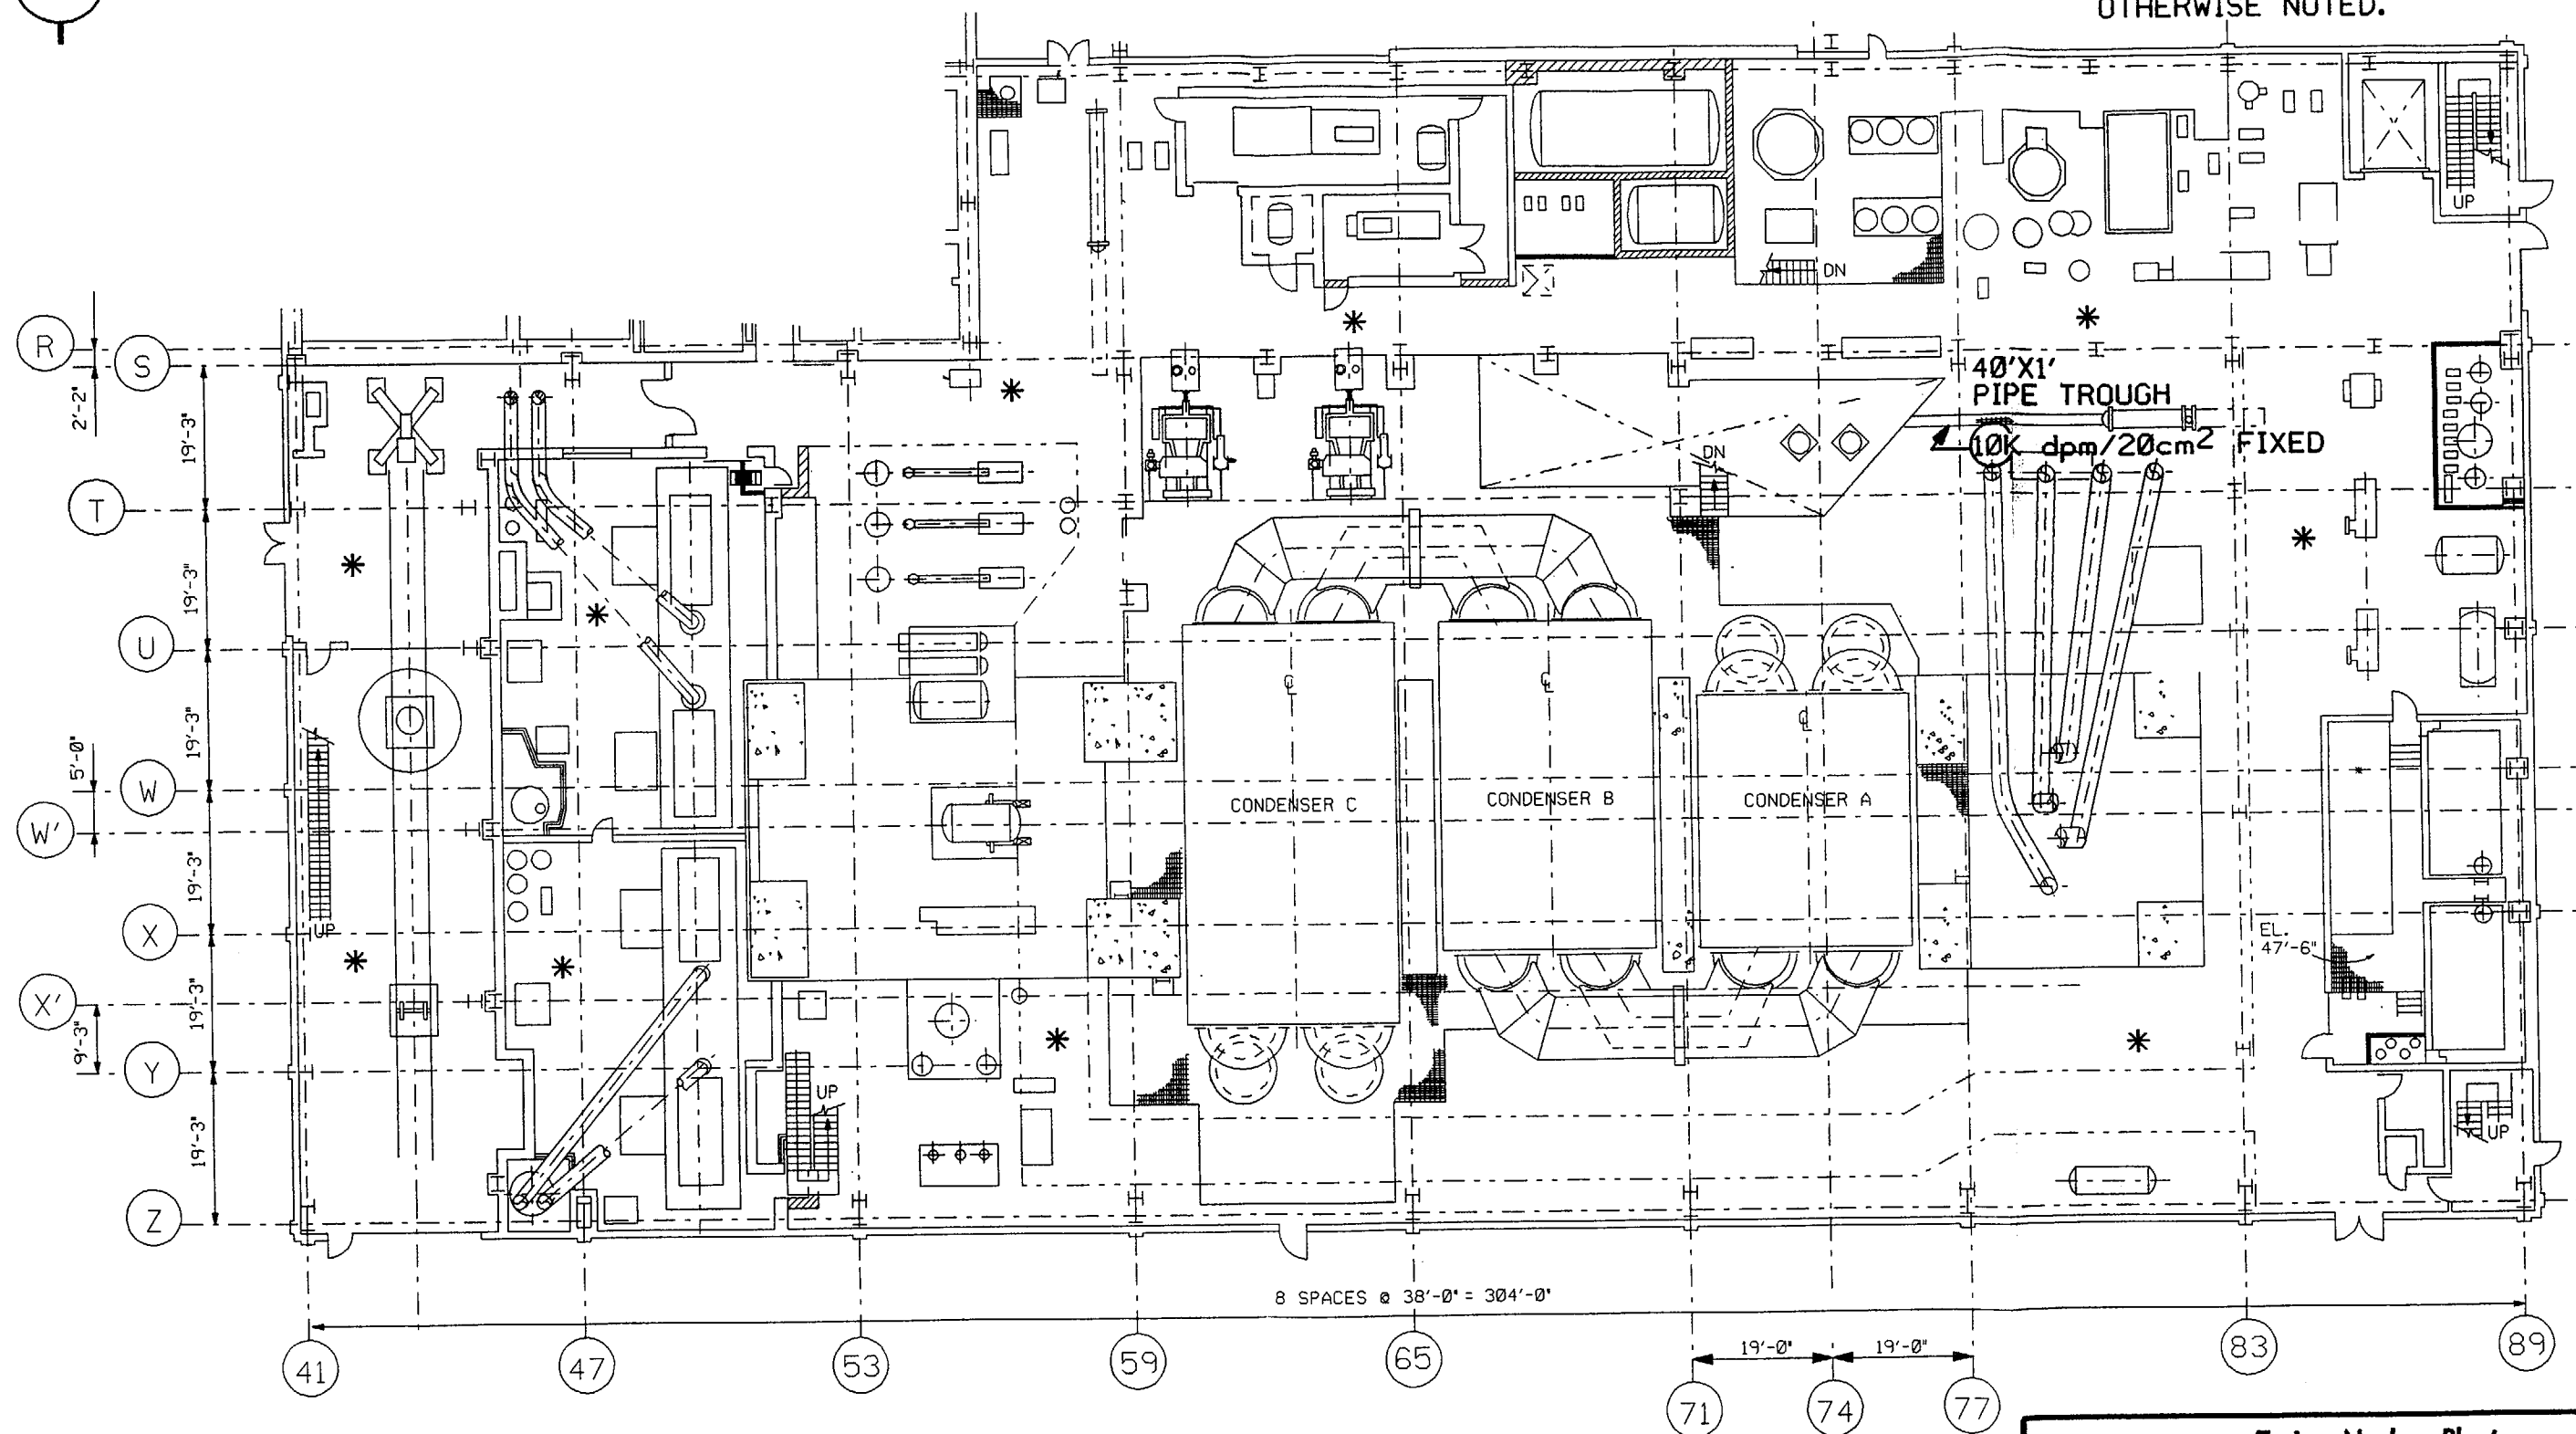 OTHERWISE NOTED.
UP
DN
R
S
2'-2"
19'-3"
40'X1'
PIPE TROUGH
10K dpm/20cm² FIXED
DN
T
19'-3"
U
19'-3"
5'-0"
W
W'
CONDENSER C
CONDENSER B
CONDENSER A
19'-3"
UP
X
EL.
47'-6"
X'
19'-3"
9'-3"
Y
UP
UP
19'-3"
Z
8 SPACES @ 38'-0" = 304'-0"
41
47
53
59
65
19'-0"
19'-0"
83
89
71
74
77